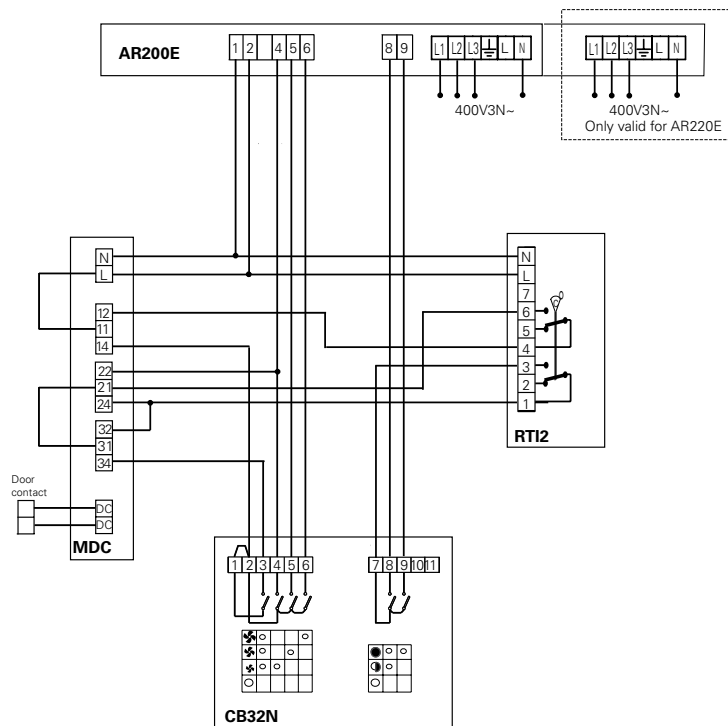 AR200E
1 2 4 5 6
8 9
L1 L2 L3 L N
400V3N~
L1 L2 L3 L N
400V3N~
Only valid for AR220E
N
L
12
11
14
22
21
24
32
31
34
DC
DC
MDC
Door
contact
N
L
7
6
5
4
3
2
1
RTI2
1 2 3 4 5 6
7 8 9 10 11
CB32N